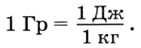 1 Гр = 1 Дж / 1 кг .